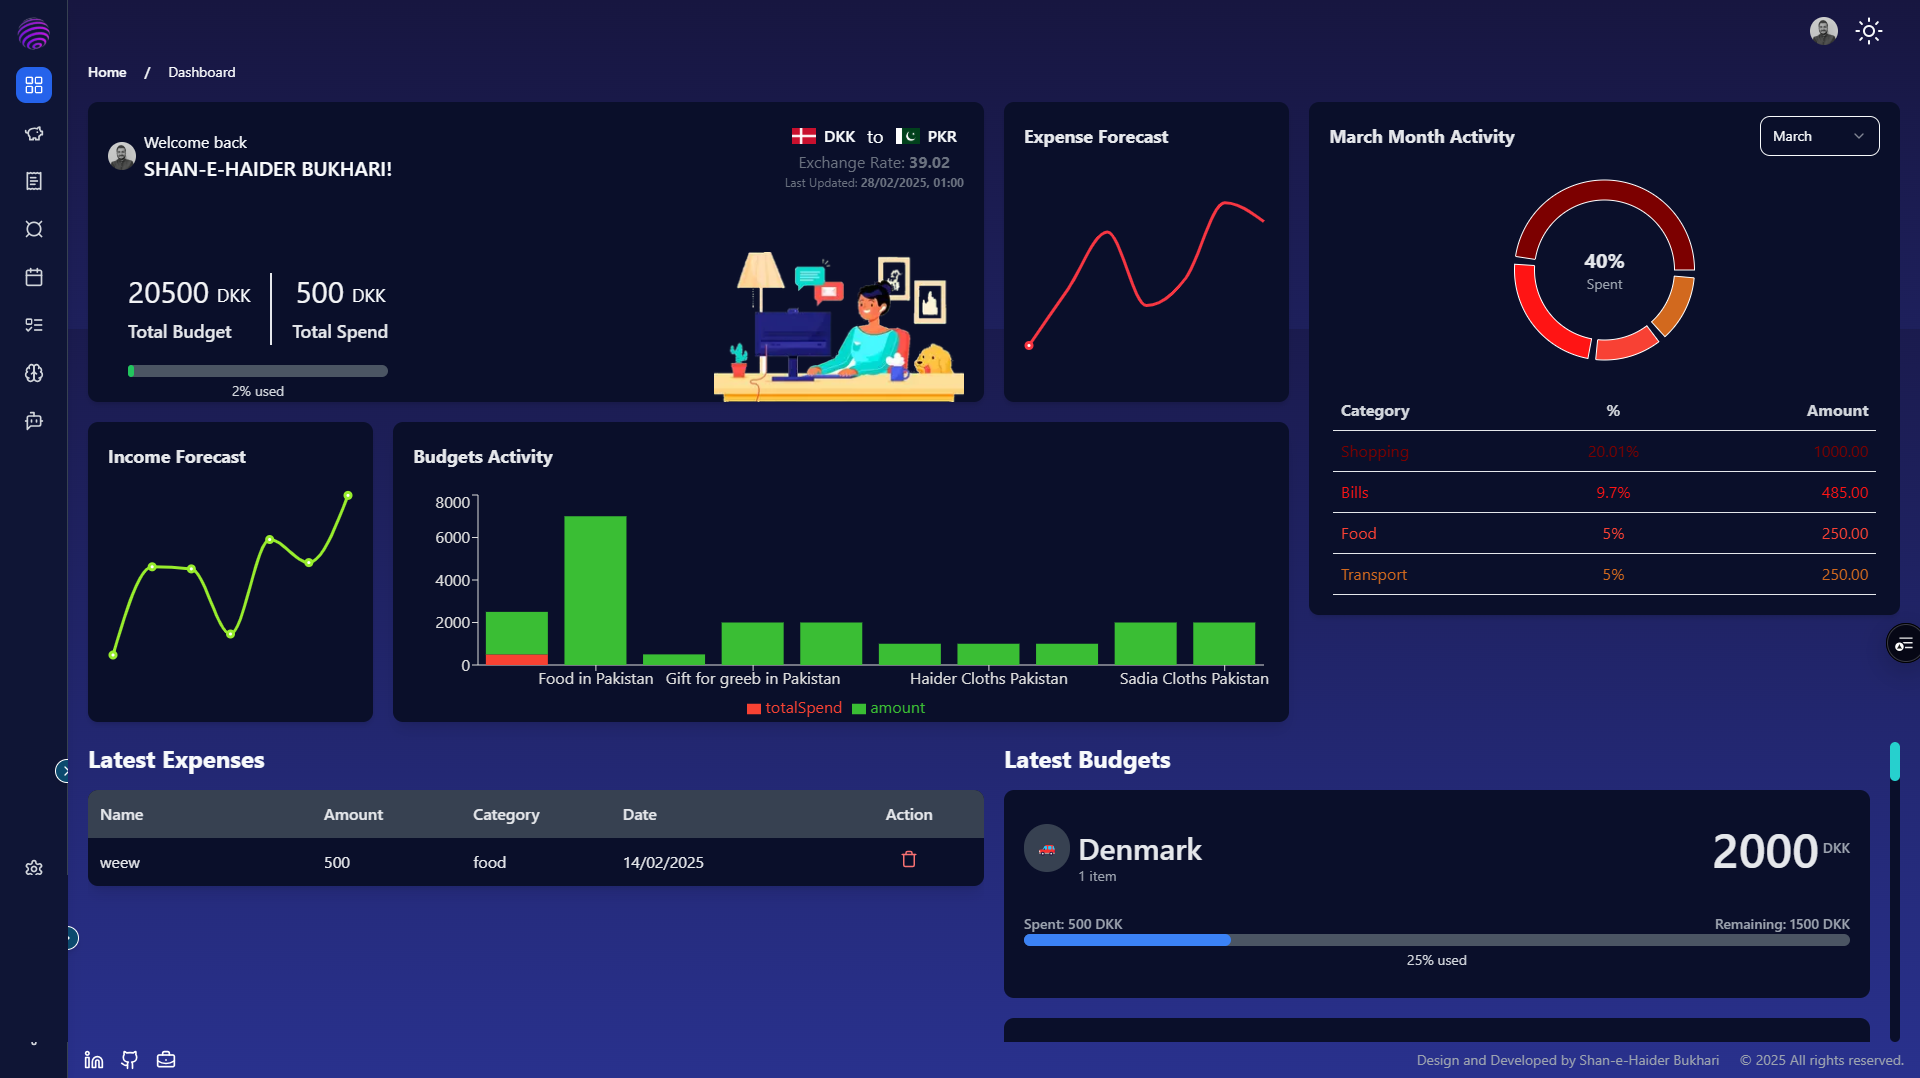 Home / Dashboard
Welcome back
SHAN-E-HAIDER BUKHARI!
DKK to PKR
Exchange Rate: 39.02
Last Updated: 28/02/2025, 01:00
20500 DKK
Total Budget
500 DKK
Total Spend
2% used
Expense Forecast
March Month Activity
March
40%
Spent
Category % Amount
Shopping 20.01% 1000.00
Bills 9.7% 485.00
Food 5% 250.00
Transport 5% 250.00
Income Forecast
Budgets Activity
8000
6000
4000
2000
0
Food in Pakistan Gift for greeb in Pakistan Haider Cloths Pakistan Sadia Cloths Pakistan
totalSpend amount
Latest Expenses
Name Amount Category Date Action
weew 500 food 14/02/2025
Latest Budgets
Denmark
1 item
2000 DKK
Spent: 500 DKK Remaining: 1500 DKK
25% used
Design and Developed by Shan-e-Haider Bukhari © 2025 All rights reserved.